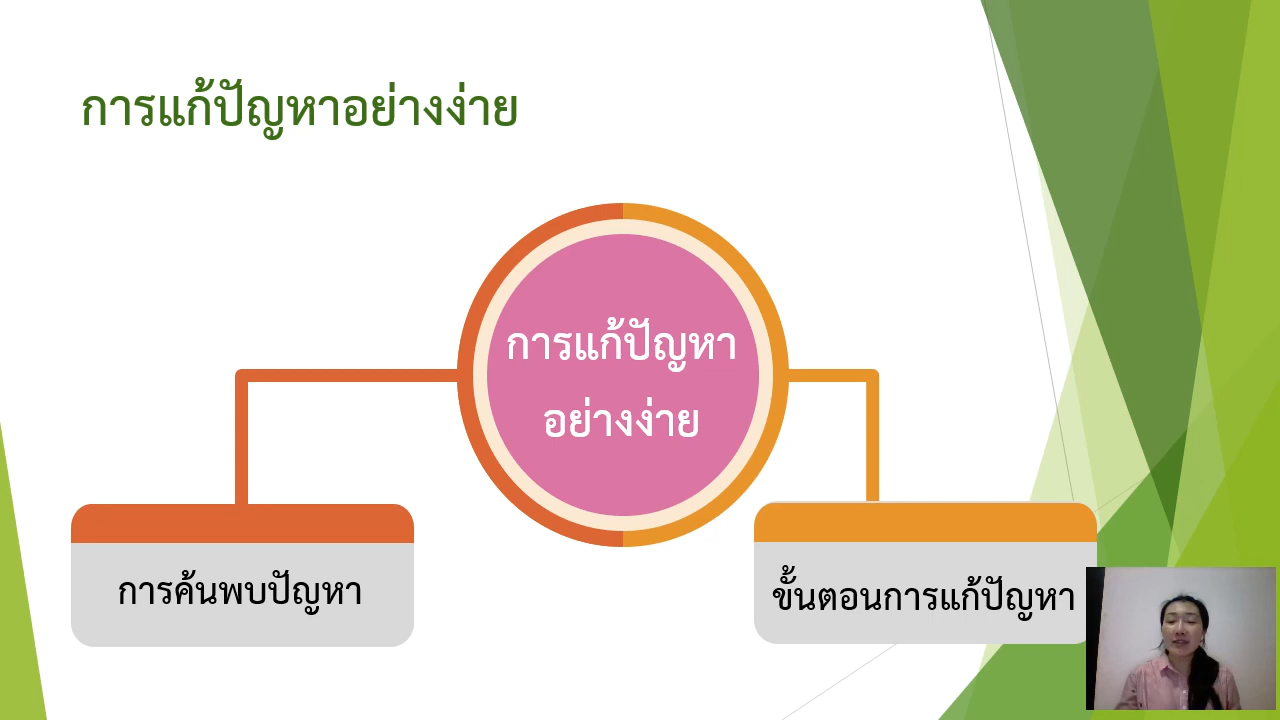 การแก้ปัญหาอย่างง่าย
การแก้ปัญหา
อย่างง่าย
การค้นพบปัญหา
ขั้นตอนการแก้ปัญหา